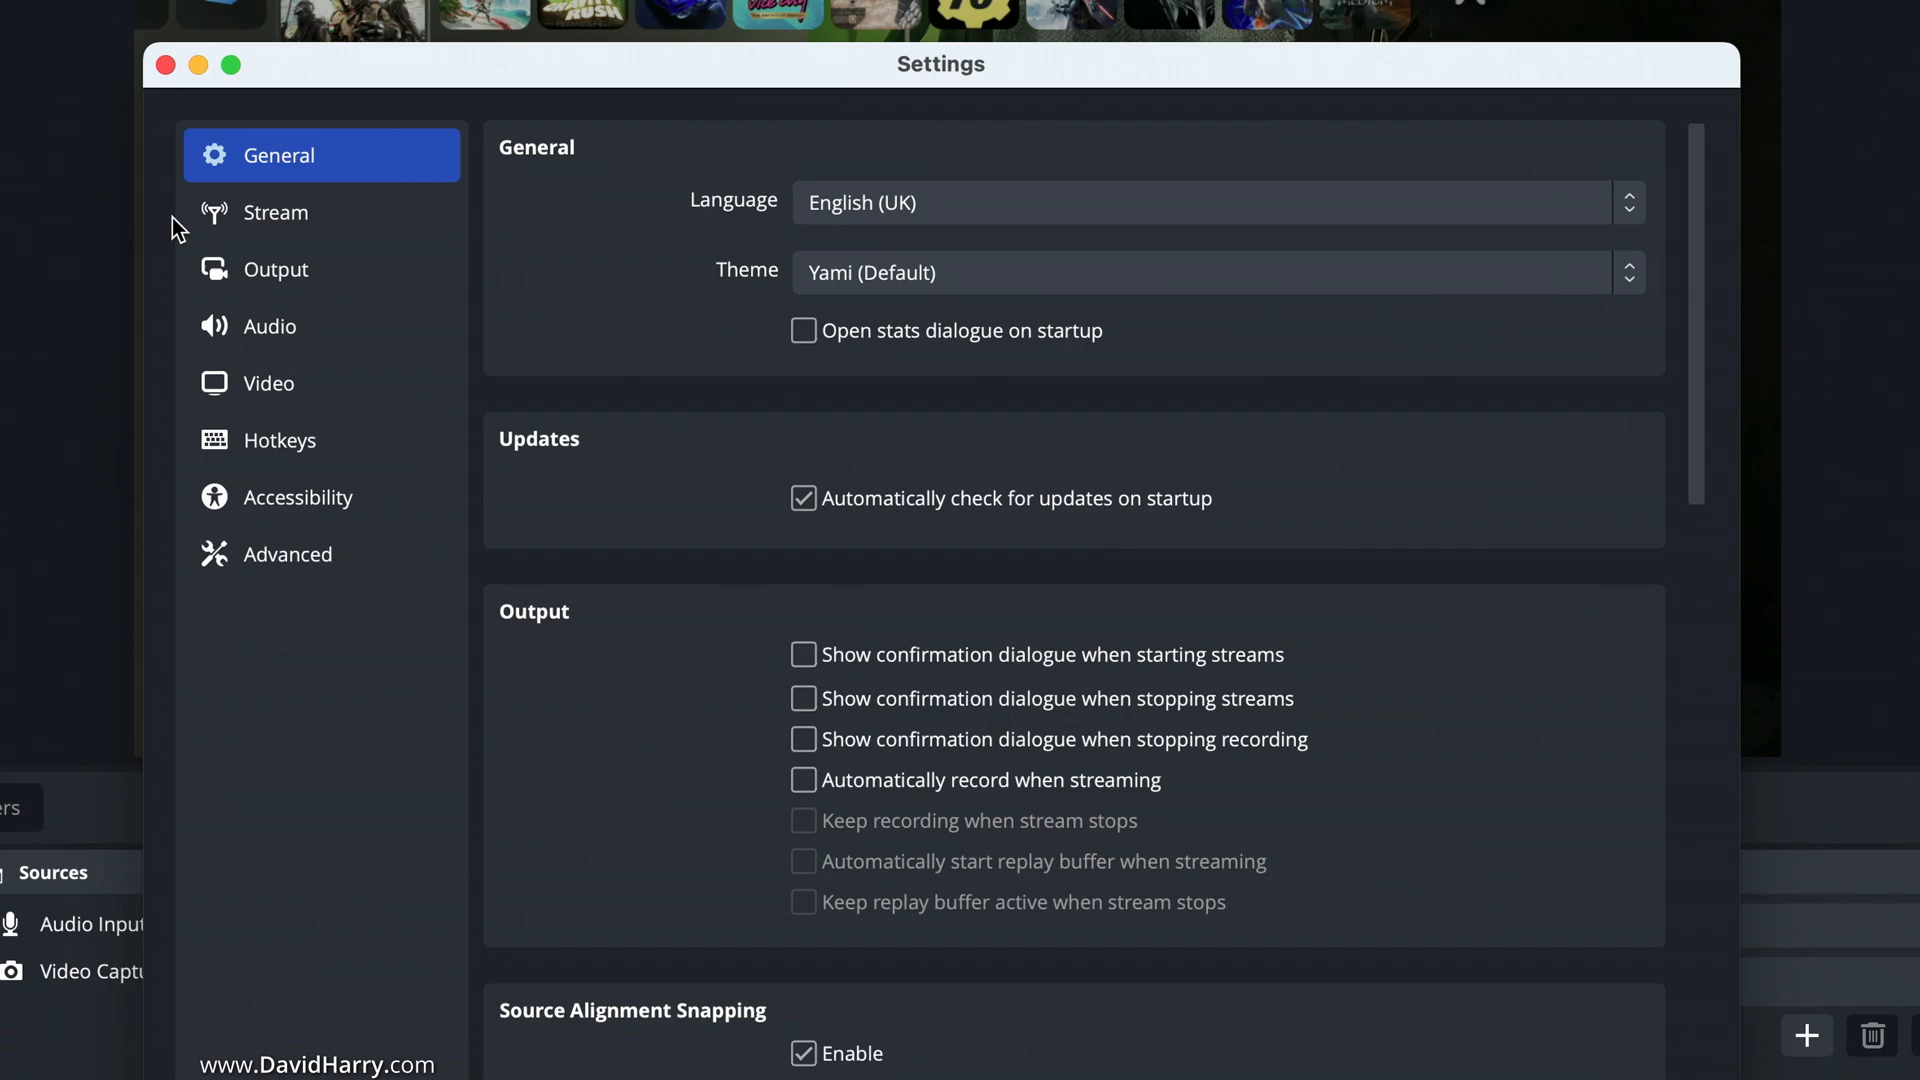 Settings
General
Stream
Output
Audio
Video
Hotkeys
Accessibility
Advanced
General
Language
English (UK)
Theme
Yami (Default)
Open stats dialogue on startup
Updates
Automatically check for updates on startup
Output
Show confirmation dialogue when starting streams
Show confirmation dialogue when stopping streams
Show confirmation dialogue when stopping recording
Automatically record when streaming
Keep recording when stream stops
Automatically start replay buffer when streaming
Keep replay buffer active when stream stops
Source Alignment Snapping
Enable
ers
Sources
Audio Input
Video Captu
www.DavidHarry.com